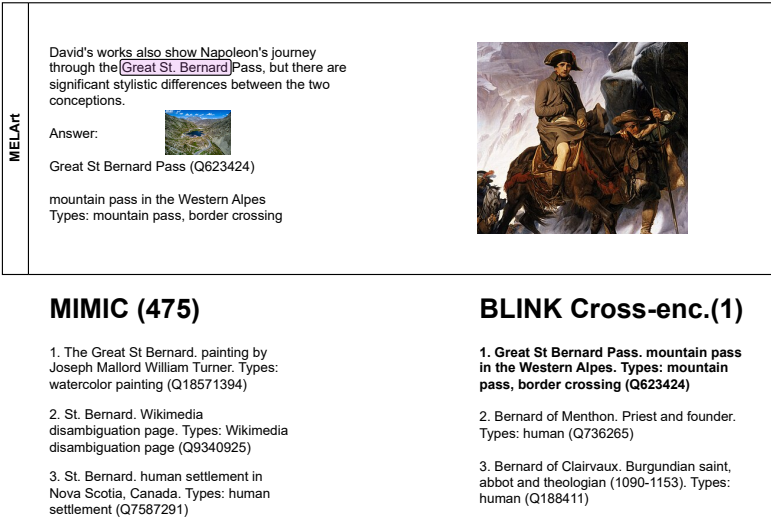 MELArt
David's works also show Napoleon's journey
through the Great St. Bernard Pass, but there are
significant stylistic differences between the two
conceptions.
Answer:
Great St Bernard Pass (Q623424)
mountain pass in the Western Alpes
Types: mountain pass, border crossing
MIMIC (475)
1. The Great St Bernard. painting by
Joseph Mallord William Turner. Types:
watercolor painting (Q18571394)
2. St. Bernard. Wikimedia
disambiguation page. Types: Wikimedia
disambiguation page (Q9340925)
3. St. Bernard. human settlement in
Nova Scotia, Canada. Types: human
settlement (Q7587291)
BLINK Cross-enc.(1)
1. Great St Bernard Pass. mountain pass
in the Western Alpes. Types: mountain
pass, border crossing (Q623424)
2. Bernard of Menthon. Priest and founder.
Types: human (Q736265)
3. Bernard of Clairvaux. Burgundian saint,
abbot and theologian (1090-1153). Types:
human (Q188411)